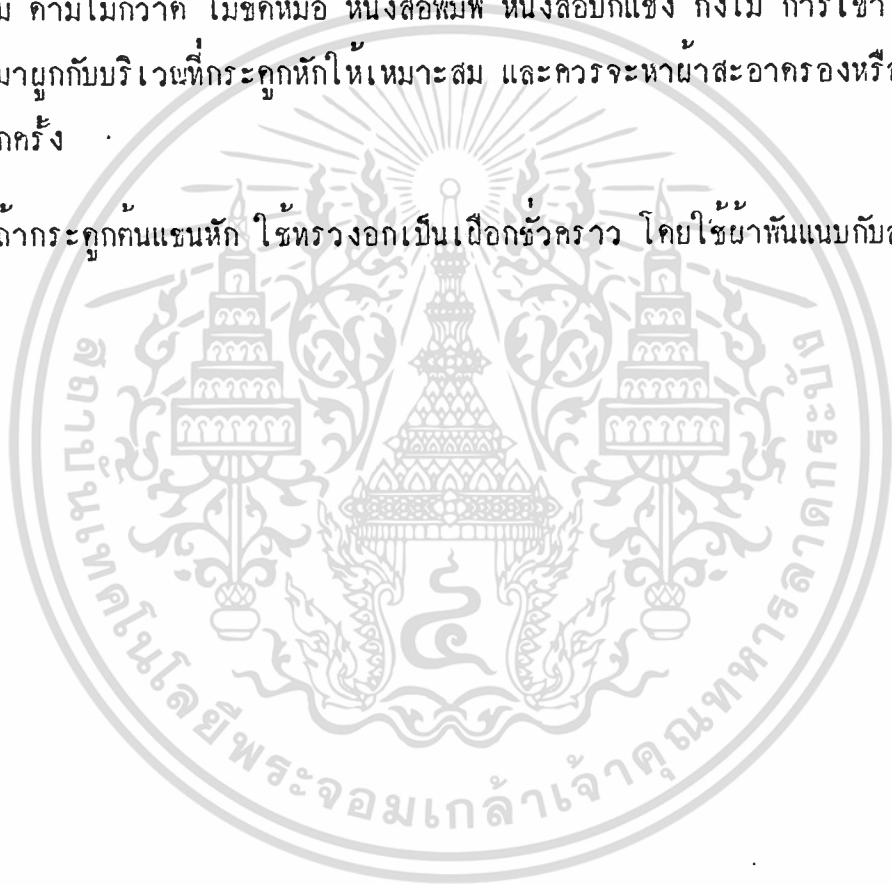 ม ด้ามไม้กวาด ไม้ขัดหม้อ หนังสือพิมพ์ หนังสือปกแข็ง กิ่งไม้ การเข้า
มาผูกกับบริเวณที่กระดูกหักให้เหมาะสม และควรจะหาผ้าสะอาดรองหรือ
กครั้ง
ถ้ากระดูกต้นแขนหัก ใช้ทรวงอกเป็นเฝือกชั่วคราว โดยใช้ผ้าพันแนบกับล
สถาบันเทคโนโลยีพระจอมเกล้าเจ้าคุณทหารลาดกระบัง
๔